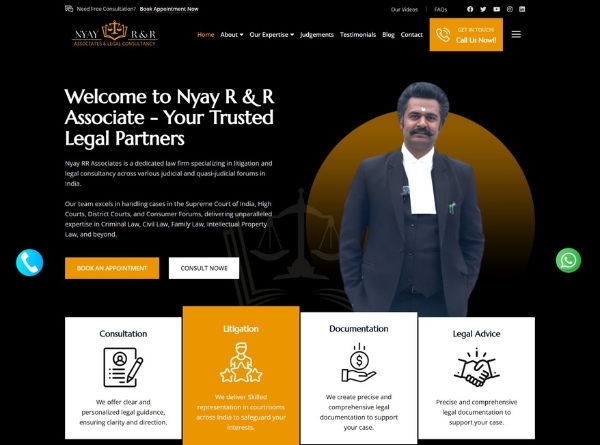 Need Free Consultation? Book Appointment Now
Our Videos FAQs
NYAY R & R
ASSOCIATES & LEGAL CONSULTANCY
Home About Our Expertise Judgements Testimonials Blog Contact
GET IN TOUCH!
Call Us Now!!
Welcome to Nyay R & R
Associate - Your Trusted
Legal Partners
Nyay RR Associates is a dedicated law firm specializing in litigation and
legal consultancy across various judicial and quasi-judicial forums in
India.
Our team excels in handling cases in the Supreme Court of India, High
Courts, District Courts, and Consumer Forums, delivering unparalleled
expertise in Criminal Law, Civil Law, Family Law, Intellectual Property
Law, and beyond.
BOOK AN APPOINTMENT
CONSULT NOWE
Consultation
We offer clear and
personalized legal guidance,
ensuring clarity and direction.
Litigation
We deliver Skilled
representation in courtrooms
across India to safeguard your
interests.
Documentation
We create precise and
comprehensive legal
documentation to support
your case.
Legal Advice
Precise and comprehensive
legal documentation to
support your case.